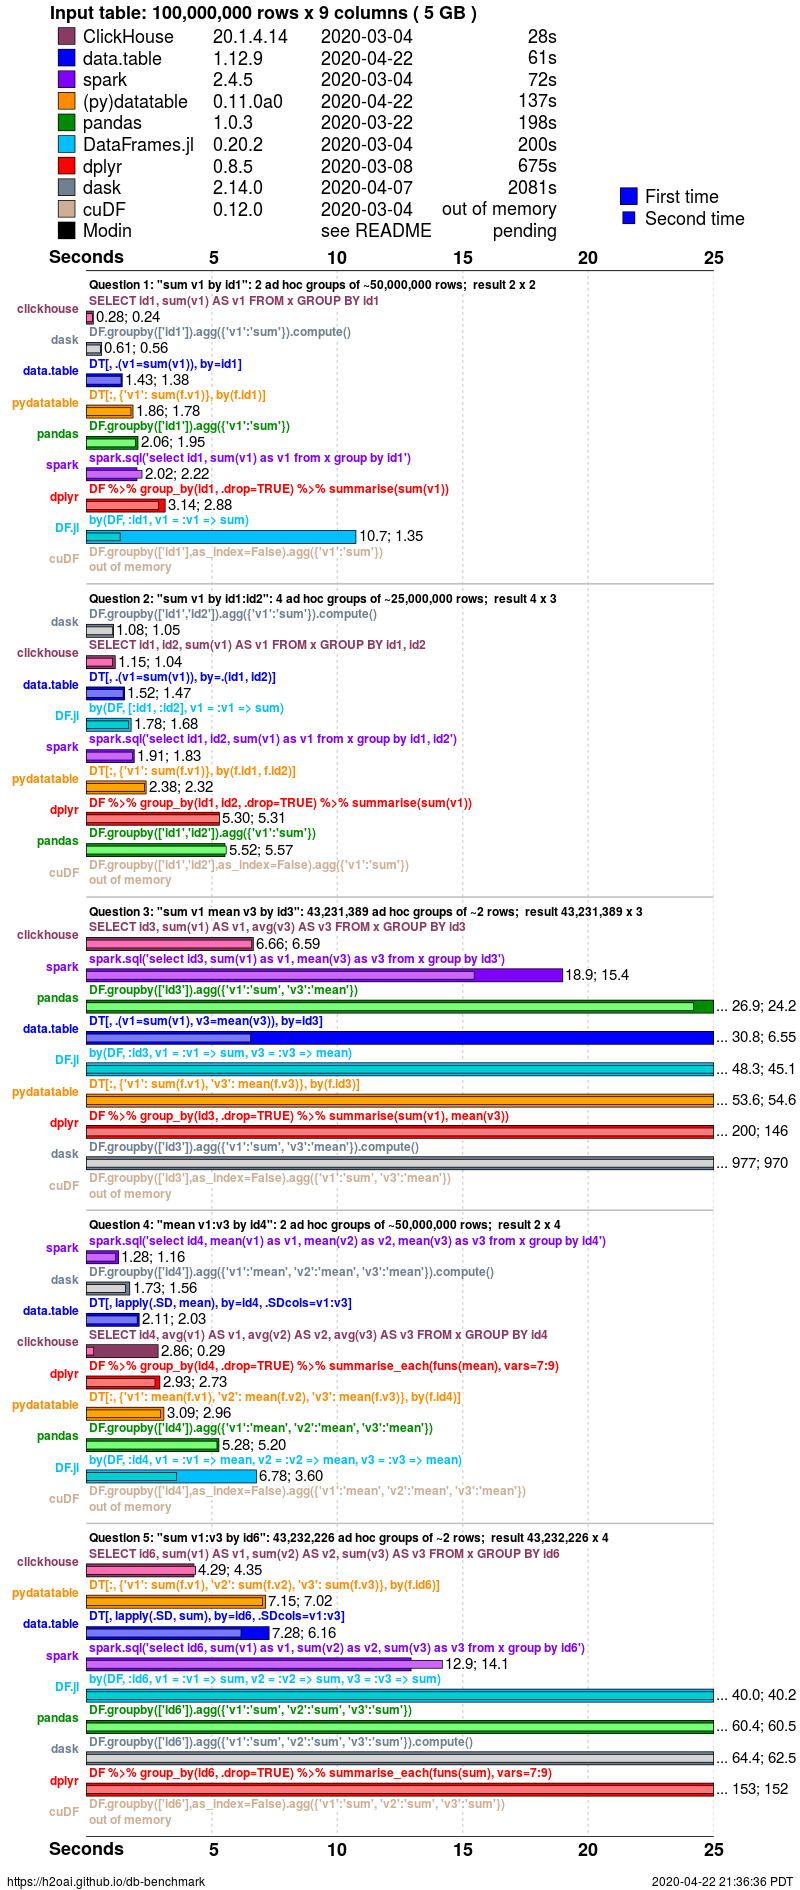 Input table: 100,000,000 rows x 9 columns ( 5 GB )
ClickHouse 20.1.4.14 2020-03-04 28s
data.table 1.12.9 2020-04-22 61s
spark 2.4.5 2020-03-04 72s
(py)datatable 0.11.0a0 2020-04-22 137s
pandas 1.0.3 2020-03-22 198s
DataFrames.jl 0.20.2 2020-03-04 200s
dplyr 0.8.5 2020-03-08 675s
dask 2.14.0 2020-04-07 2081s
cuDF 0.12.0 2020-03-04 out of memory
Modin see README pending
First time
Second time
Seconds 5 10 15 20 25
Question 1: "sum v1 by id1": 2 ad hoc groups of ~50,000,000 rows; result 2 x 2
SELECT id1, sum(v1) AS v1 FROM x GROUP BY id1
clickhouse 0.28; 0.24
DF.groupby(['id1']).agg({'v1':'sum'}).compute()
dask 0.61; 0.56
DT[, .(v1=sum(v1)), by=id1]
data.table 1.43; 1.38
DT[:, {'v1': sum(f.v1)}, by(f.id1)]
pydatatable 1.86; 1.78
DF.groupby(['id1']).agg({'v1':'sum'})
pandas 2.06; 1.95
spark.sql('select id1, sum(v1) as v1 from x group by id1')
spark 2.02; 2.22
DF %>% group_by(id1, .drop=TRUE) %>% summarise(sum(v1))
dplyr 3.14; 2.88
by(DF, :id1, v1 = :v1 => sum)
DF.jl 10.7; 1.35
DF.groupby(['id1'],as_index=False).agg({'v1':'sum'})
cuDF out of memory
Question 2: "sum v1 by id1:id2": 4 ad hoc groups of ~25,000,000 rows; result 4 x 3
DF.groupby(['id1','id2']).agg({'v1':'sum'}).compute()
dask 1.08; 1.05
SELECT id1, id2, sum(v1) AS v1 FROM x GROUP BY id1, id2
clickhouse 1.15; 1.04
DT[, .(v1=sum(v1)), by=.(id1, id2)]
data.table 1.52; 1.47
by(DF, [:id1, :id2], v1 = :v1 => sum)
DF.jl 1.78; 1.68
spark.sql('select id1, id2, sum(v1) as v1 from x group by id1, id2')
spark 1.91; 1.83
DT[:, {'v1': sum(f.v1)}, by(f.id1, f.id2)]
pydatatable 2.38; 2.32
DF %>% group_by(id1, id2, .drop=TRUE) %>% summarise(sum(v1))
dplyr 5.30; 5.31
DF.groupby(['id1','id2']).agg({'v1':'sum'})
pandas 5.52; 5.57
DF.groupby(['id1','id2'],as_index=False).agg({'v1':'sum'})
cuDF out of memory
Question 3: "sum v1 mean v3 by id3": 43,231,389 ad hoc groups of ~2 rows; result 43,231,389 x 3
SELECT id3, sum(v1) AS v1, avg(v3) AS v3 FROM x GROUP BY id3
clickhouse 6.66; 6.59
spark.sql('select id3, sum(v1) as v1, mean(v3) as v3 from x group by id3')
spark 18.9; 15.4
DF.groupby(['id3']).agg({'v1':'sum', 'v3':'mean'})
pandas ... 26.9; 24.2
DT[, .(v1=sum(v1), v3=mean(v3)), by=id3]
data.table ... 30.8; 6.55
by(DF, :id3, v1 = :v1 => sum, v3 = :v3 => mean)
DF.jl ... 48.3; 45.1
DT[:, {'v1': sum(f.v1), 'v3': mean(f.v3)}, by(f.id3)]
pydatatable ... 53.6; 54.6
DF %>% group_by(id3, .drop=TRUE) %>% summarise(sum(v1), mean(v3))
dplyr ... 200; 146
DF.groupby(['id3']).agg({'v1':'sum', 'v3':'mean'}).compute()
dask ... 977; 970
DF.groupby(['id3'],as_index=False).agg({'v1':'sum', 'v3':'mean'})
cuDF out of memory
Question 4: "mean v1:v3 by id4": 2 ad hoc groups of ~50,000,000 rows; result 2 x 4
spark.sql('select id4, mean(v1) as v1, mean(v2) as v2, mean(v3) as v3 from x group by id4')
spark 1.28; 1.16
DF.groupby(['id4']).agg({'v1':'mean', 'v2':'mean', 'v3':'mean'}).compute()
dask 1.73; 1.56
DT[, lapply(.SD, mean), by=id4, .SDcols=v1:v3]
data.table 2.11; 2.03
SELECT id4, avg(v1) AS v1, avg(v2) AS v2, avg(v3) AS v3 FROM x GROUP BY id4
clickhouse 2.86; 0.29
DF %>% group_by(id4, .drop=TRUE) %>% summarise_each(funs(mean), vars=7:9)
dplyr 2.93; 2.73
DT[:, {'v1': mean(f.v1), 'v2': mean(f.v2), 'v3': mean(f.v3)}, by(f.id4)]
pydatatable 3.09; 2.96
DF.groupby(['id4']).agg({'v1':'mean', 'v2':'mean', 'v3':'mean'})
pandas 5.28; 5.20
by(DF, :id4, v1 = :v1 => mean, v2 = :v2 => mean, v3 = :v3 => mean)
DF.jl 6.78; 3.60
DF.groupby(['id4'],as_index=False).agg({'v1':'mean', 'v2':'mean', 'v3':'mean'})
cuDF out of memory
Question 5: "sum v1:v3 by id6": 43,232,226 ad hoc groups of ~2 rows; result 43,232,226 x 4
SELECT id6, sum(v1) AS v1, sum(v2) AS v2, sum(v3) AS v3 FROM x GROUP BY id6
clickhouse 4.29; 4.35
DT[:, {'v1': sum(f.v1), 'v2': sum(f.v2), 'v3': sum(f.v3)}, by(f.id6)]
pydatatable 7.15; 7.02
DT[, lapply(.SD, sum), by=id6, .SDcols=v1:v3]
data.table 7.28; 6.16
spark.sql('select id6, sum(v1) as v1, sum(v2) as v2, sum(v3) as v3 from x group by id6')
spark 12.9; 14.1
by(DF, :id6, v1 = :v1 => sum, v2 = :v2 => sum, v3 = :v3 => sum)
DF.jl ... 40.0; 40.2
DF.groupby(['id6']).agg({'v1':'sum', 'v2':'sum', 'v3':'sum'})
pandas ... 60.4; 60.5
DF.groupby(['id6']).agg({'v1':'sum', 'v2':'sum', 'v3':'sum'}).compute()
dask ... 64.4; 62.5
DF %>% group_by(id6, .drop=TRUE) %>% summarise_each(funs(sum), vars=7:9)
dplyr ... 153; 152
DF.groupby(['id6'],as_index=False).agg({'v1':'sum', 'v2':'sum', 'v3':'sum'})
cuDF out of memory
Seconds 5 10 15 20 25
https://h2oai.github.io/db-benchmark 2020-04-22 21:36:36 PDT